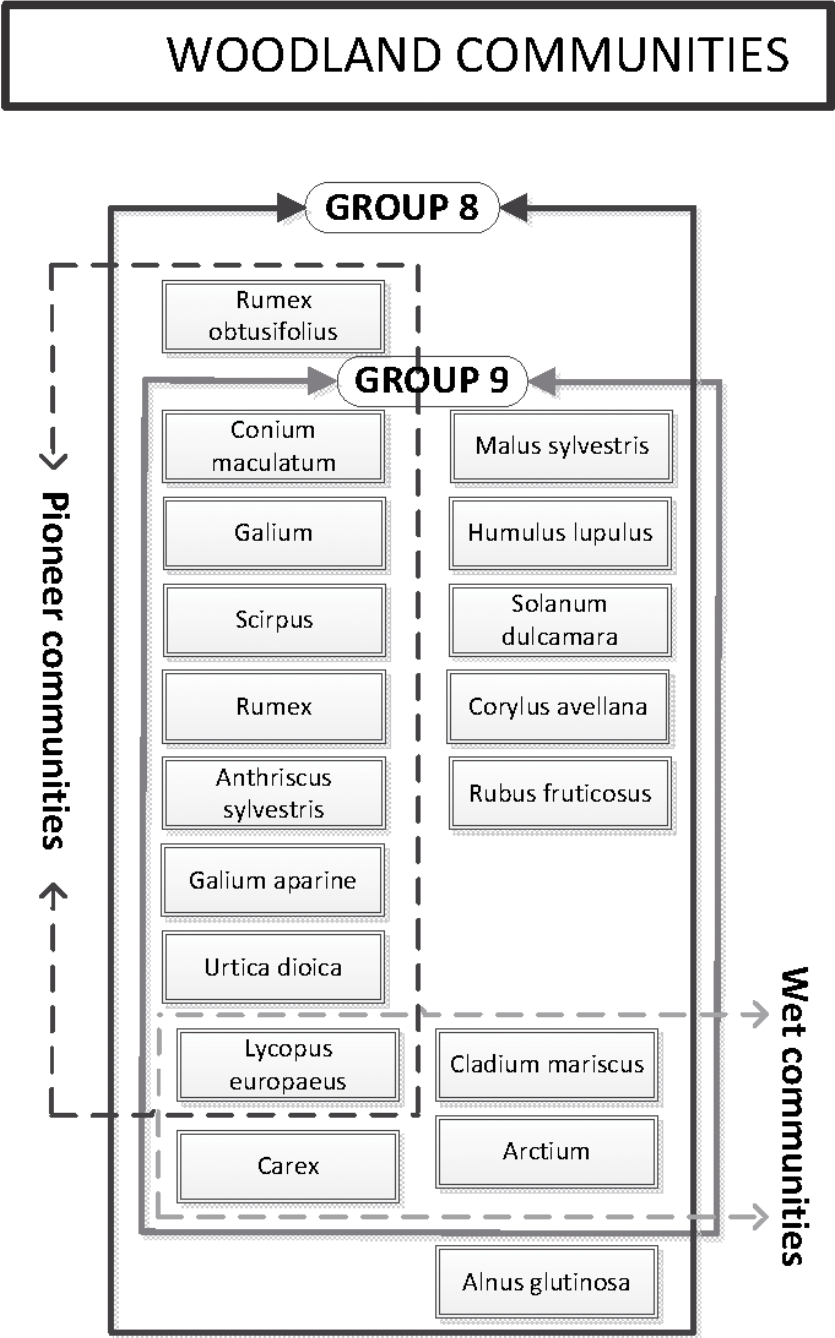 WOODLAND COMMUNITIES
GROUP 8
Rumex
obtusifolius
GROUP 9
Conium
maculatum
Malus sylvestris
Galium
Humulus lupulus
Scirpus
Solanum
dulcamara
Rumex
Corylus avellana
Anthriscus
sylvestris
Rubus fruticosus
Galium aparine
Urtica dioica
Lycopus
europaeus
Cladium mariscus
Carex
Arctium
Alnus glutinosa
Pioneer communities
Wet communities